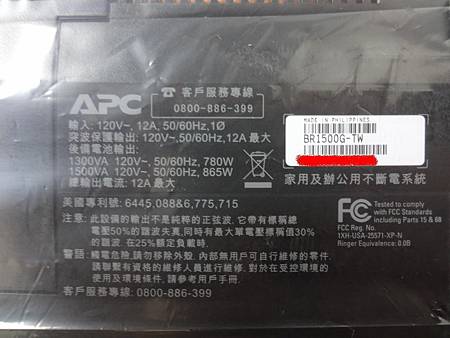 APC
☎ 客戶服務專線
0800-886-399
輸入: 120V~, 12A, 50/60Hz,1Ø
突波保護輸出: 120V~,50/60Hz,12A 最大
後備電池輸出:
1300VA 120V~, 50/60Hz, 780W
1500VA 120V~, 50/60Hz, 865W
總輸出電流: 12A 最大
MADE IN PHILIPPINES
BR1500G-TW
家用及辦公用不斷電系統
美國專利號: 6445,088&6,775,715
注意: 此設備的輸出不是純粹的正弦波. 它帶有標稱總
電壓50%的諧波失真,同時有最大單電壓標稱值30%
的諧波. 在25%額定負載時.
警語: 觸電危險,請勿移除外殼. 內部無用戶可自行維修的零件.
請聯繫有資格的維修人員進行維修. 對於在受控環境的
使用及環境條件. 請參考用戶手冊.
客戶服務專線: 0800-886-399
FC
Tested to comply
with FCC Standards
including Parts 15 & 68
FCC Reg. No.
1XH-USA-25571-XP-N
Ringer Equivalence: 0.0B